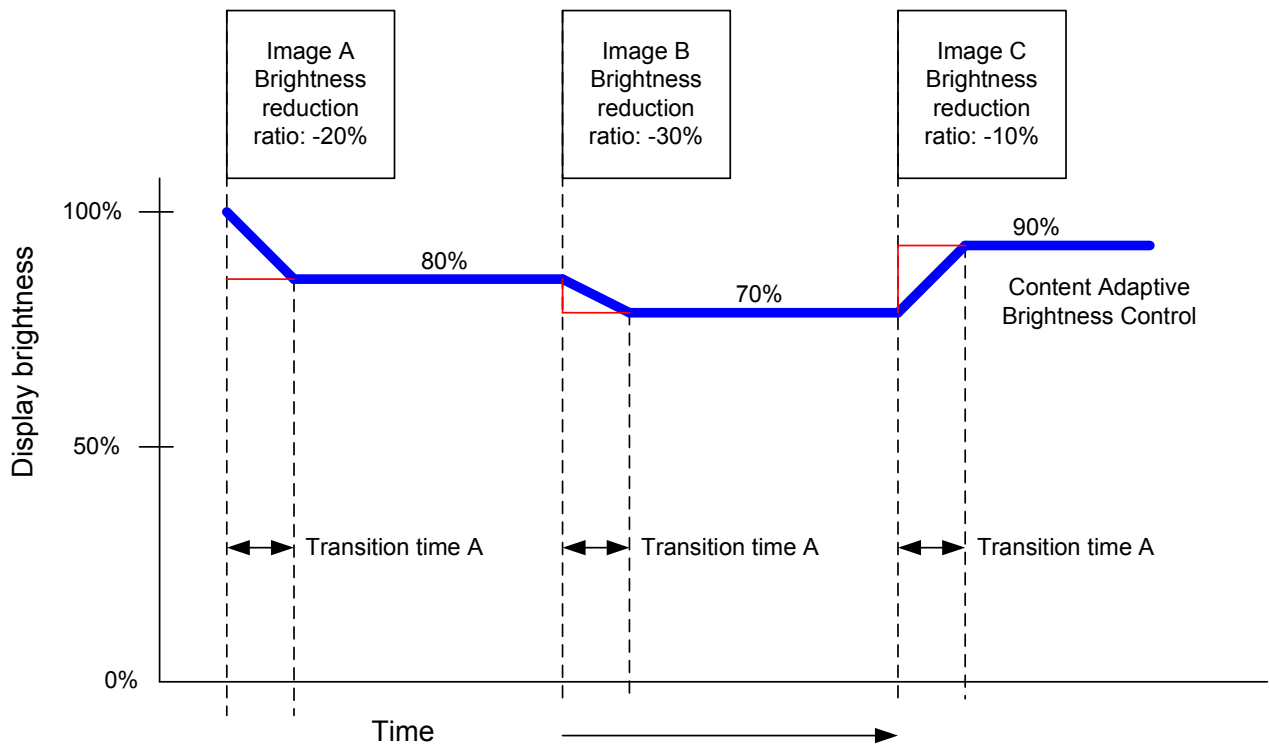 Image A
Brightness
reduction
ratio: -20%
Image B
Brightness
reduction
ratio: -30%
Image C
Brightness
reduction
ratio: -10%
100%
80%
70%
90%
Content Adaptive
Brightness Control
Display brightness
50%
Transition time A
Transition time A
Transition time A
0%
Time